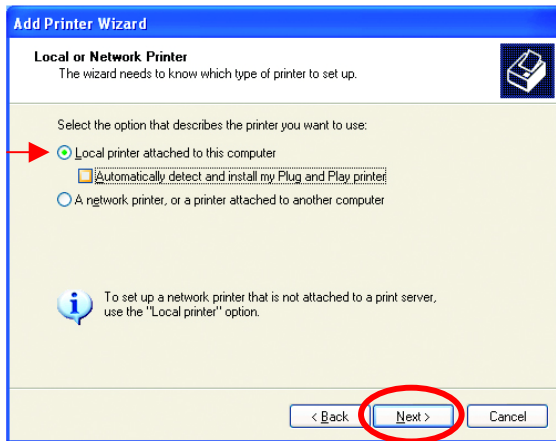 Add Printer Wizard
Local or Network Printer
The wizard needs to know which type of printer to set up.
Select the option that describes the printer you want to use:
Local printer attached to this computer
Automatically detect and install my Plug and Play printer
A network printer, or a printer attached to another computer
To set up a network printer that is not attached to a print server,
use the "Local printer" option.
< Back
Next >
Cancel